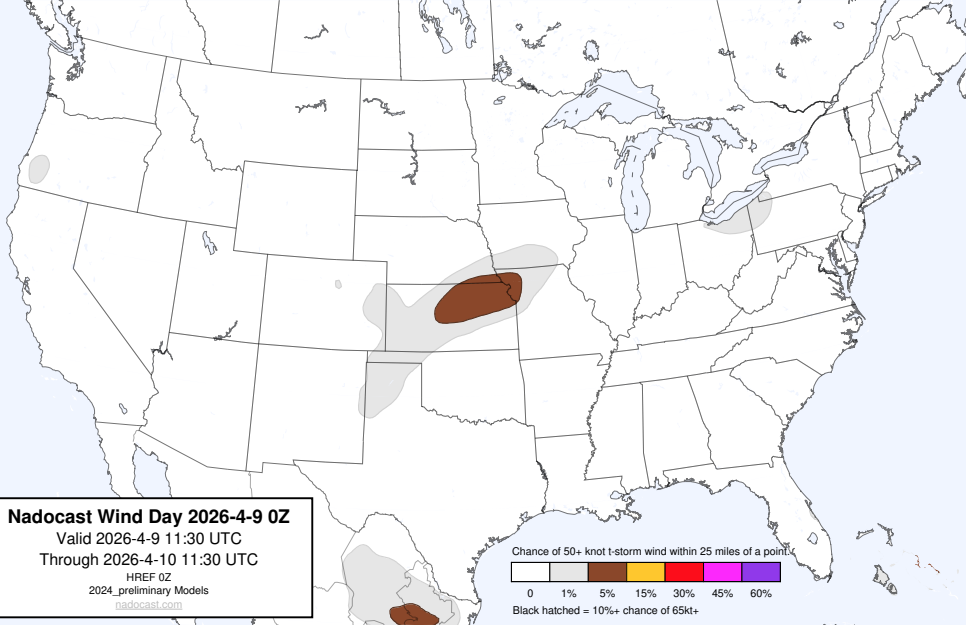 Nadocast Wind Day 2026-4-9 0Z
Valid 2026-4-9 11:30 UTC
Through 2026-4-10 11:30 UTC
HREF 0Z
2024_preliminary Models
nadocast.com
Chance of 50+ knot t-storm wind within 25 miles of a point.
0 1% 5% 15% 30% 45% 60%
Black hatched = 10%+ chance of 65kt+